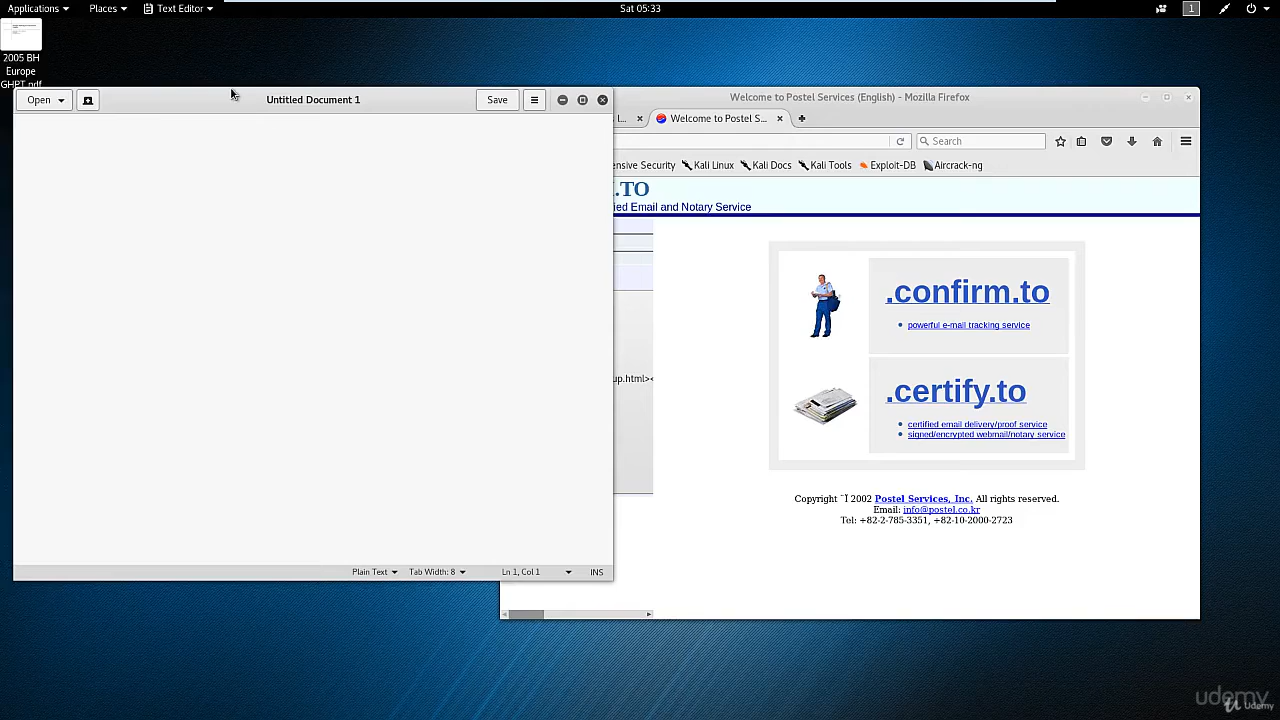 Applications
Places
Text Editor
Sat 05:33
1
2005 BH
Europe
GHPT.pdf
Open
Untitled Document 1
Save
Welcome to Postel Services (English) - Mozilla Firefox
Welcome to Postel S...
Search
ensive Security
Kali Linux
Kali Docs
Kali Tools
Exploit-DB
Aircrack-ng
.TO
ied Email and Notary Service
.confirm.to
powerful e-mail tracking service
up.html><
.certify.to
certified email delivery/proof service
signed/encrypted webmail/notary service
Copyright ¨Ï 2002 Postel Services, Inc. All rights reserved.
Email: info@postel.co.kr
Tel: +82-2-785-3351, +82-10-2000-2723
Plain Text
Tab Width: 8
Ln 1, Col 1
INS
udemy
Udemy